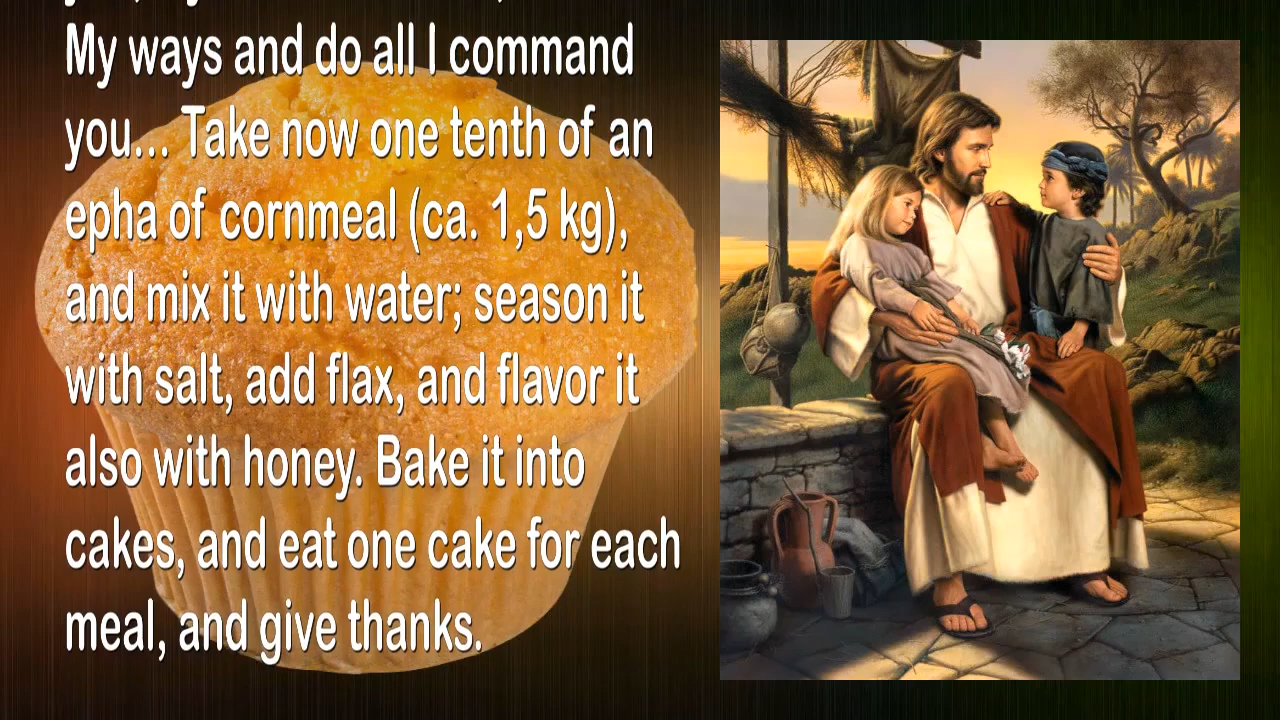 My ways and do all I command
you... Take now one tenth of an
epha of cornmeal (ca. 1,5 kg),
and mix it with water; season it
with salt, add flax, and flavor it
also with honey. Bake it into
cakes, and eat one cake for each
meal, and give thanks.